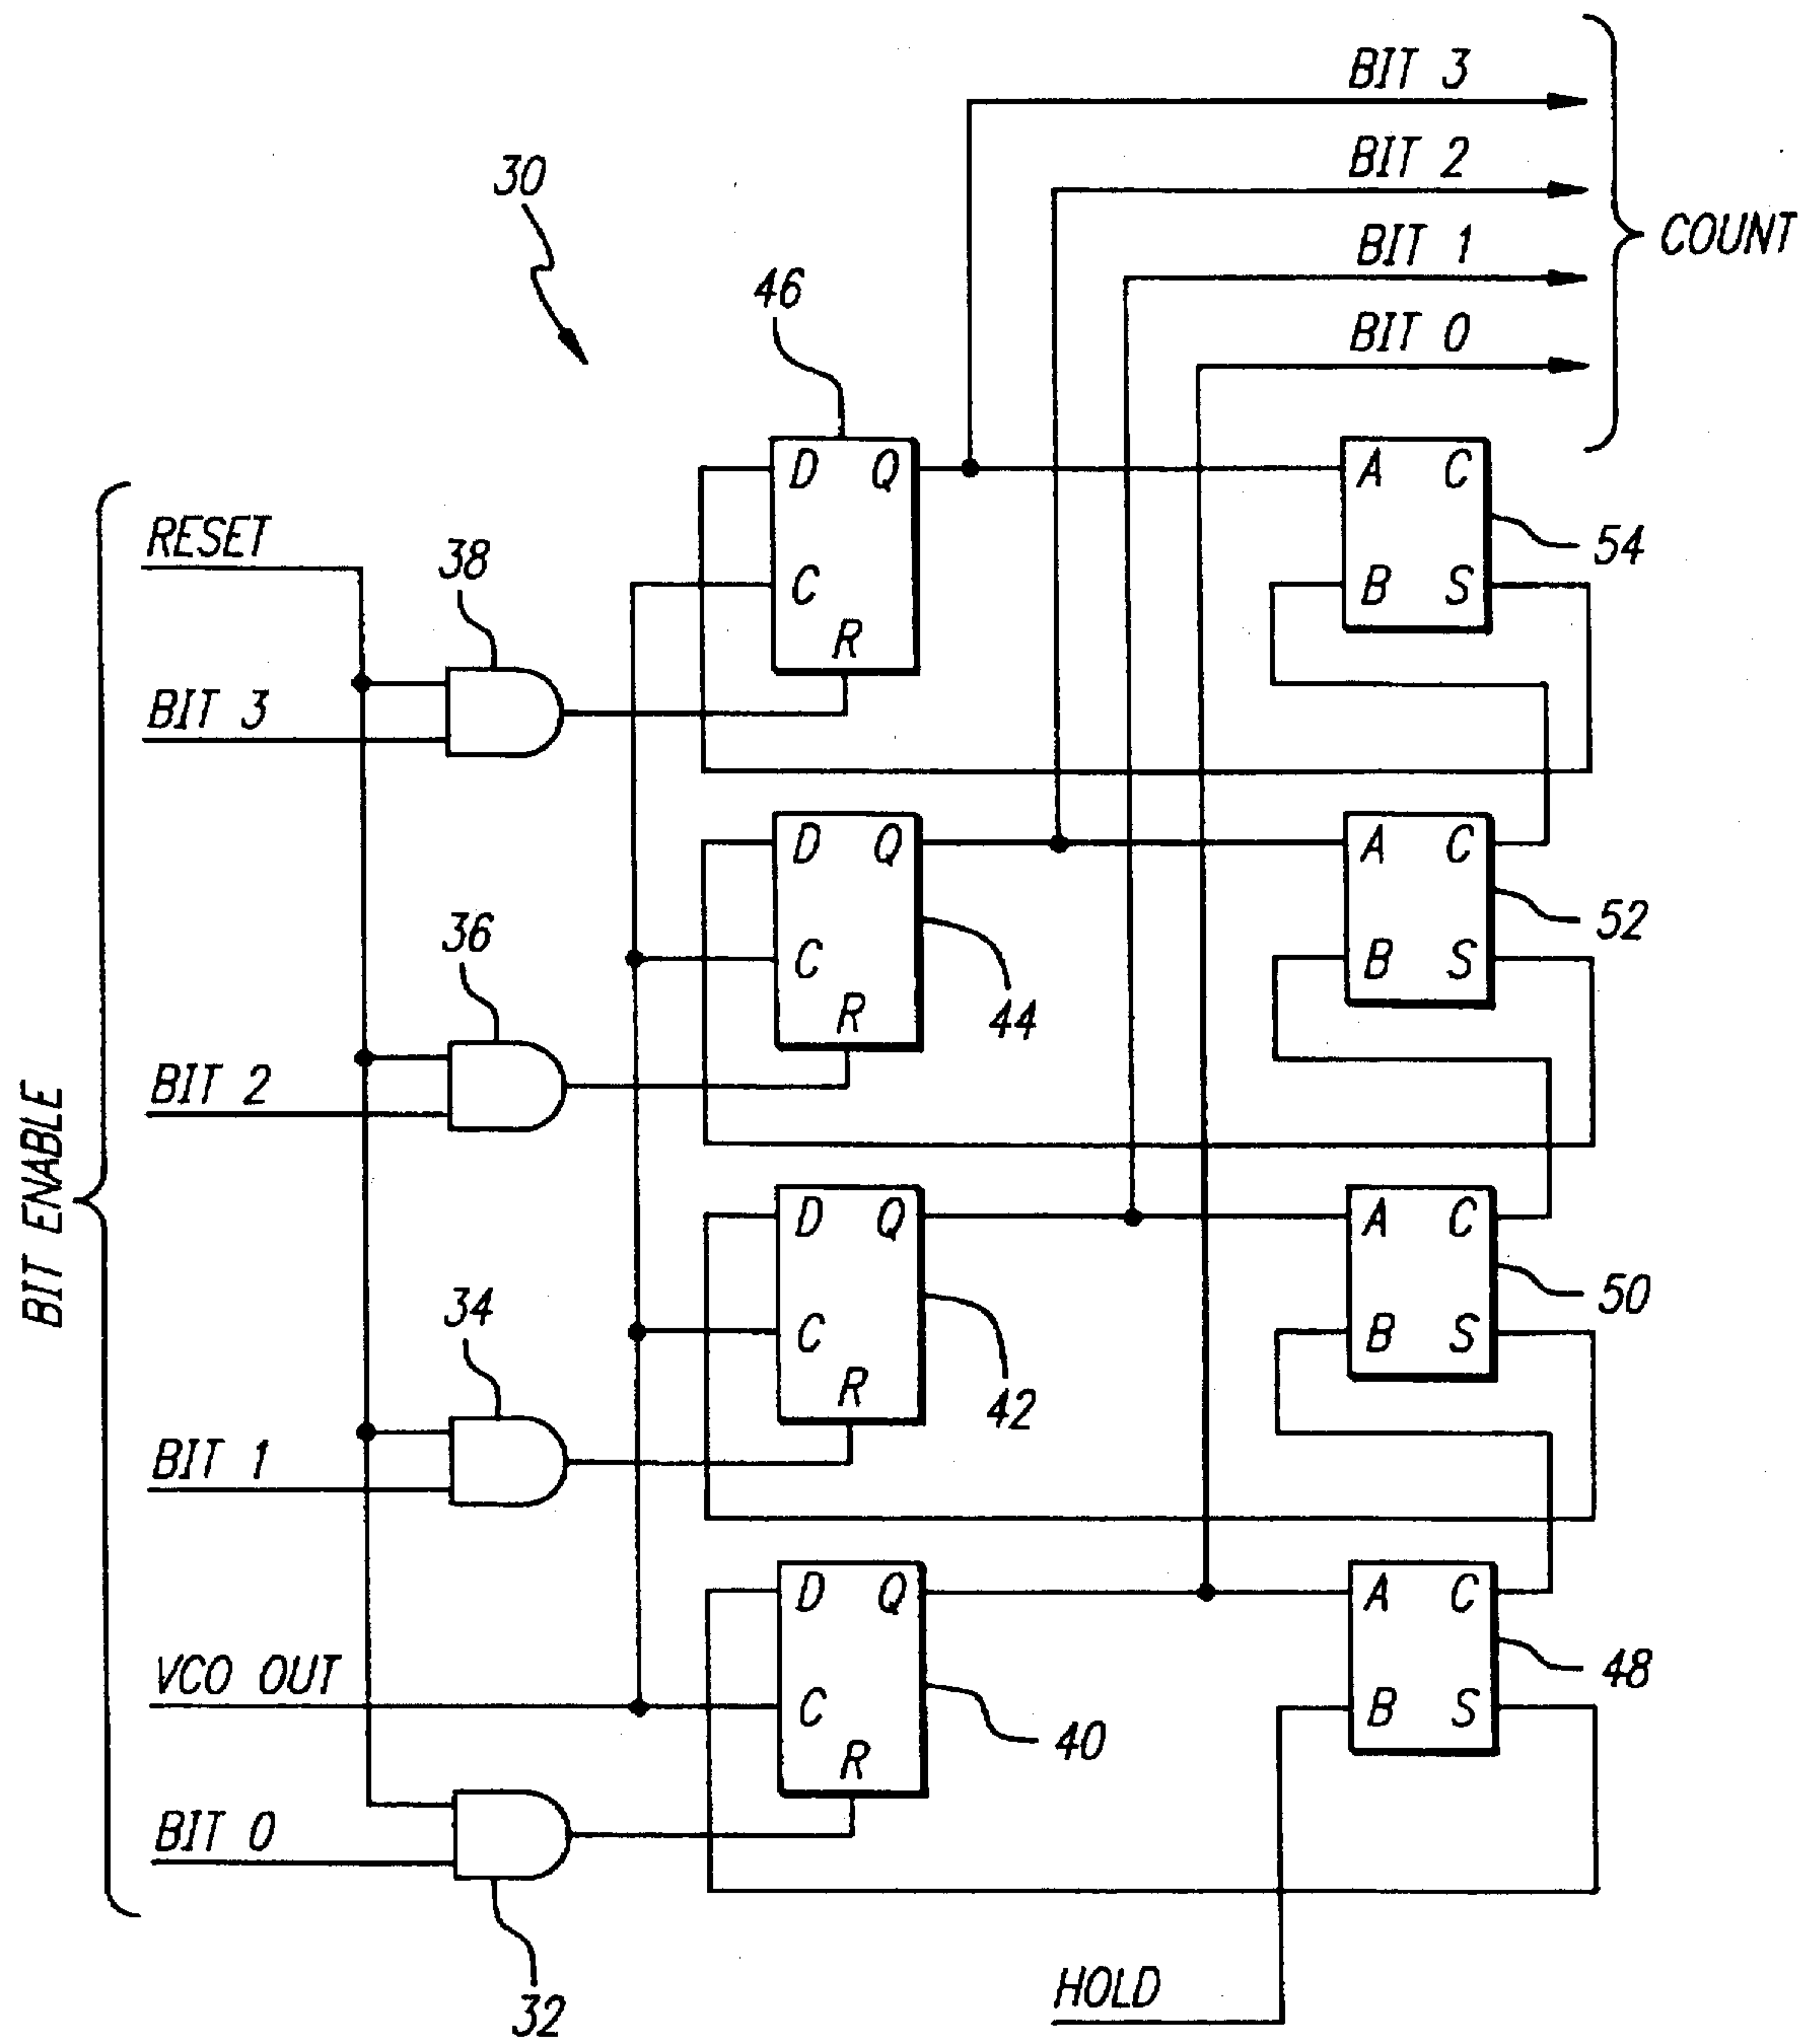 BIT 3
BIT 2
30
BIT 1
COUNT
46
BIT 0
D Q
A C
RESET
38
54
C
B S
R
BIT 3
D Q
A C
36
52
C
B S
44
R
BIT 2
BIT ENABLE
D Q
A C
34
50
C
B S
42
R
BIT 1
D Q
A C
VCO OUT
48
C
B S
40
R
BIT 0
HOLD
32